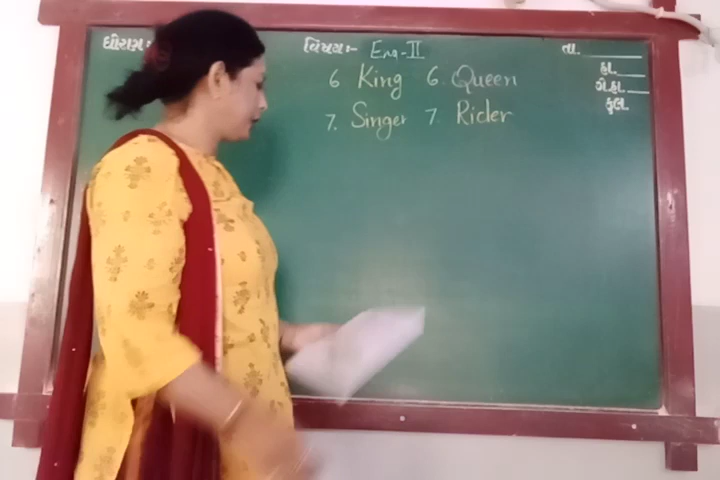 ધોરણ:
વિષય:- Eng-II
તા.
6 King 6. Queen
હા.
ગે.હા.
7. Singer 7. Rider
કુલ.